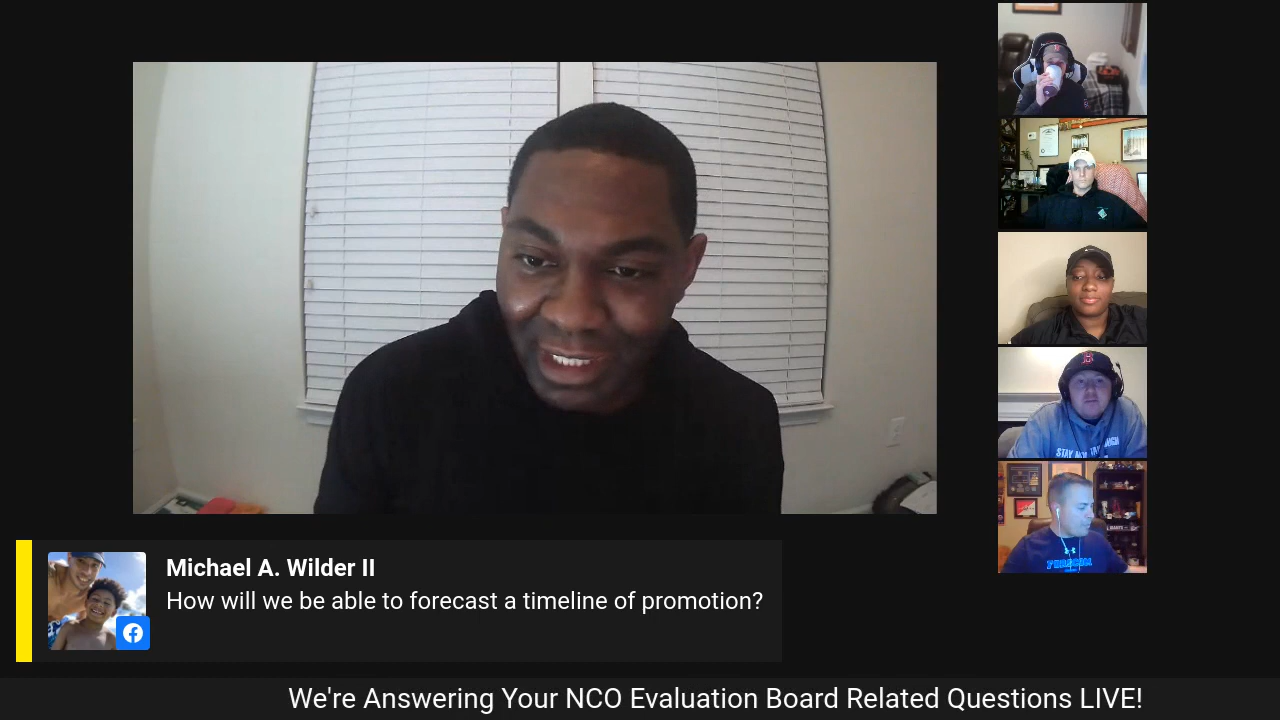 Michael A. Wilder II
How will we be able to forecast a timeline of promotion?
We're Answering Your NCO Evaluation Board Related Questions LIVE!